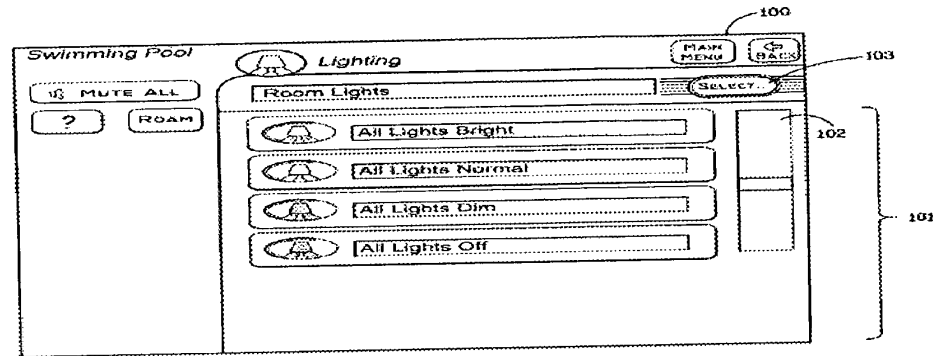 100
Swimming Pool
Lighting
MAIN MENU
BACK
103
MUTE ALL
Room Lights
SELECT...
?
ROAM
All Lights Bright
102
All Lights Normal
All Lights Dim
101
All Lights Off